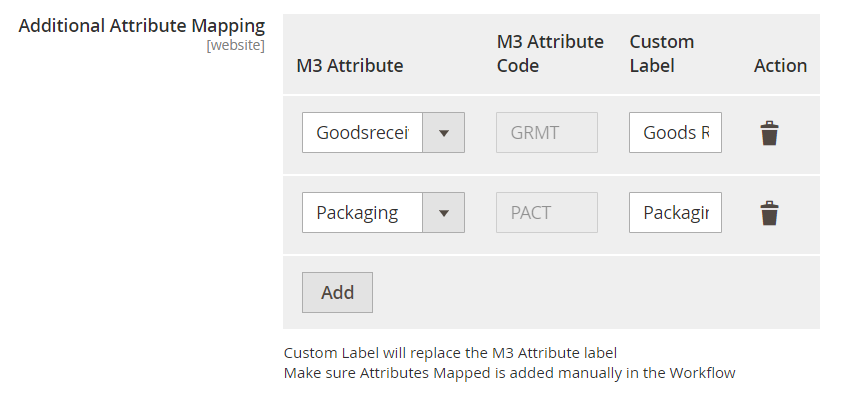 Additional Attribute Mapping
[website]
M3 Attribute
M3 Attribute Code
Custom Label
Action
Goodsrecei
GRMT
Goods R
Packaging
PACT
Packagin
Add
Custom Label will replace the M3 Attribute label
Make sure Attributes Mapped is added manually in the Workflow